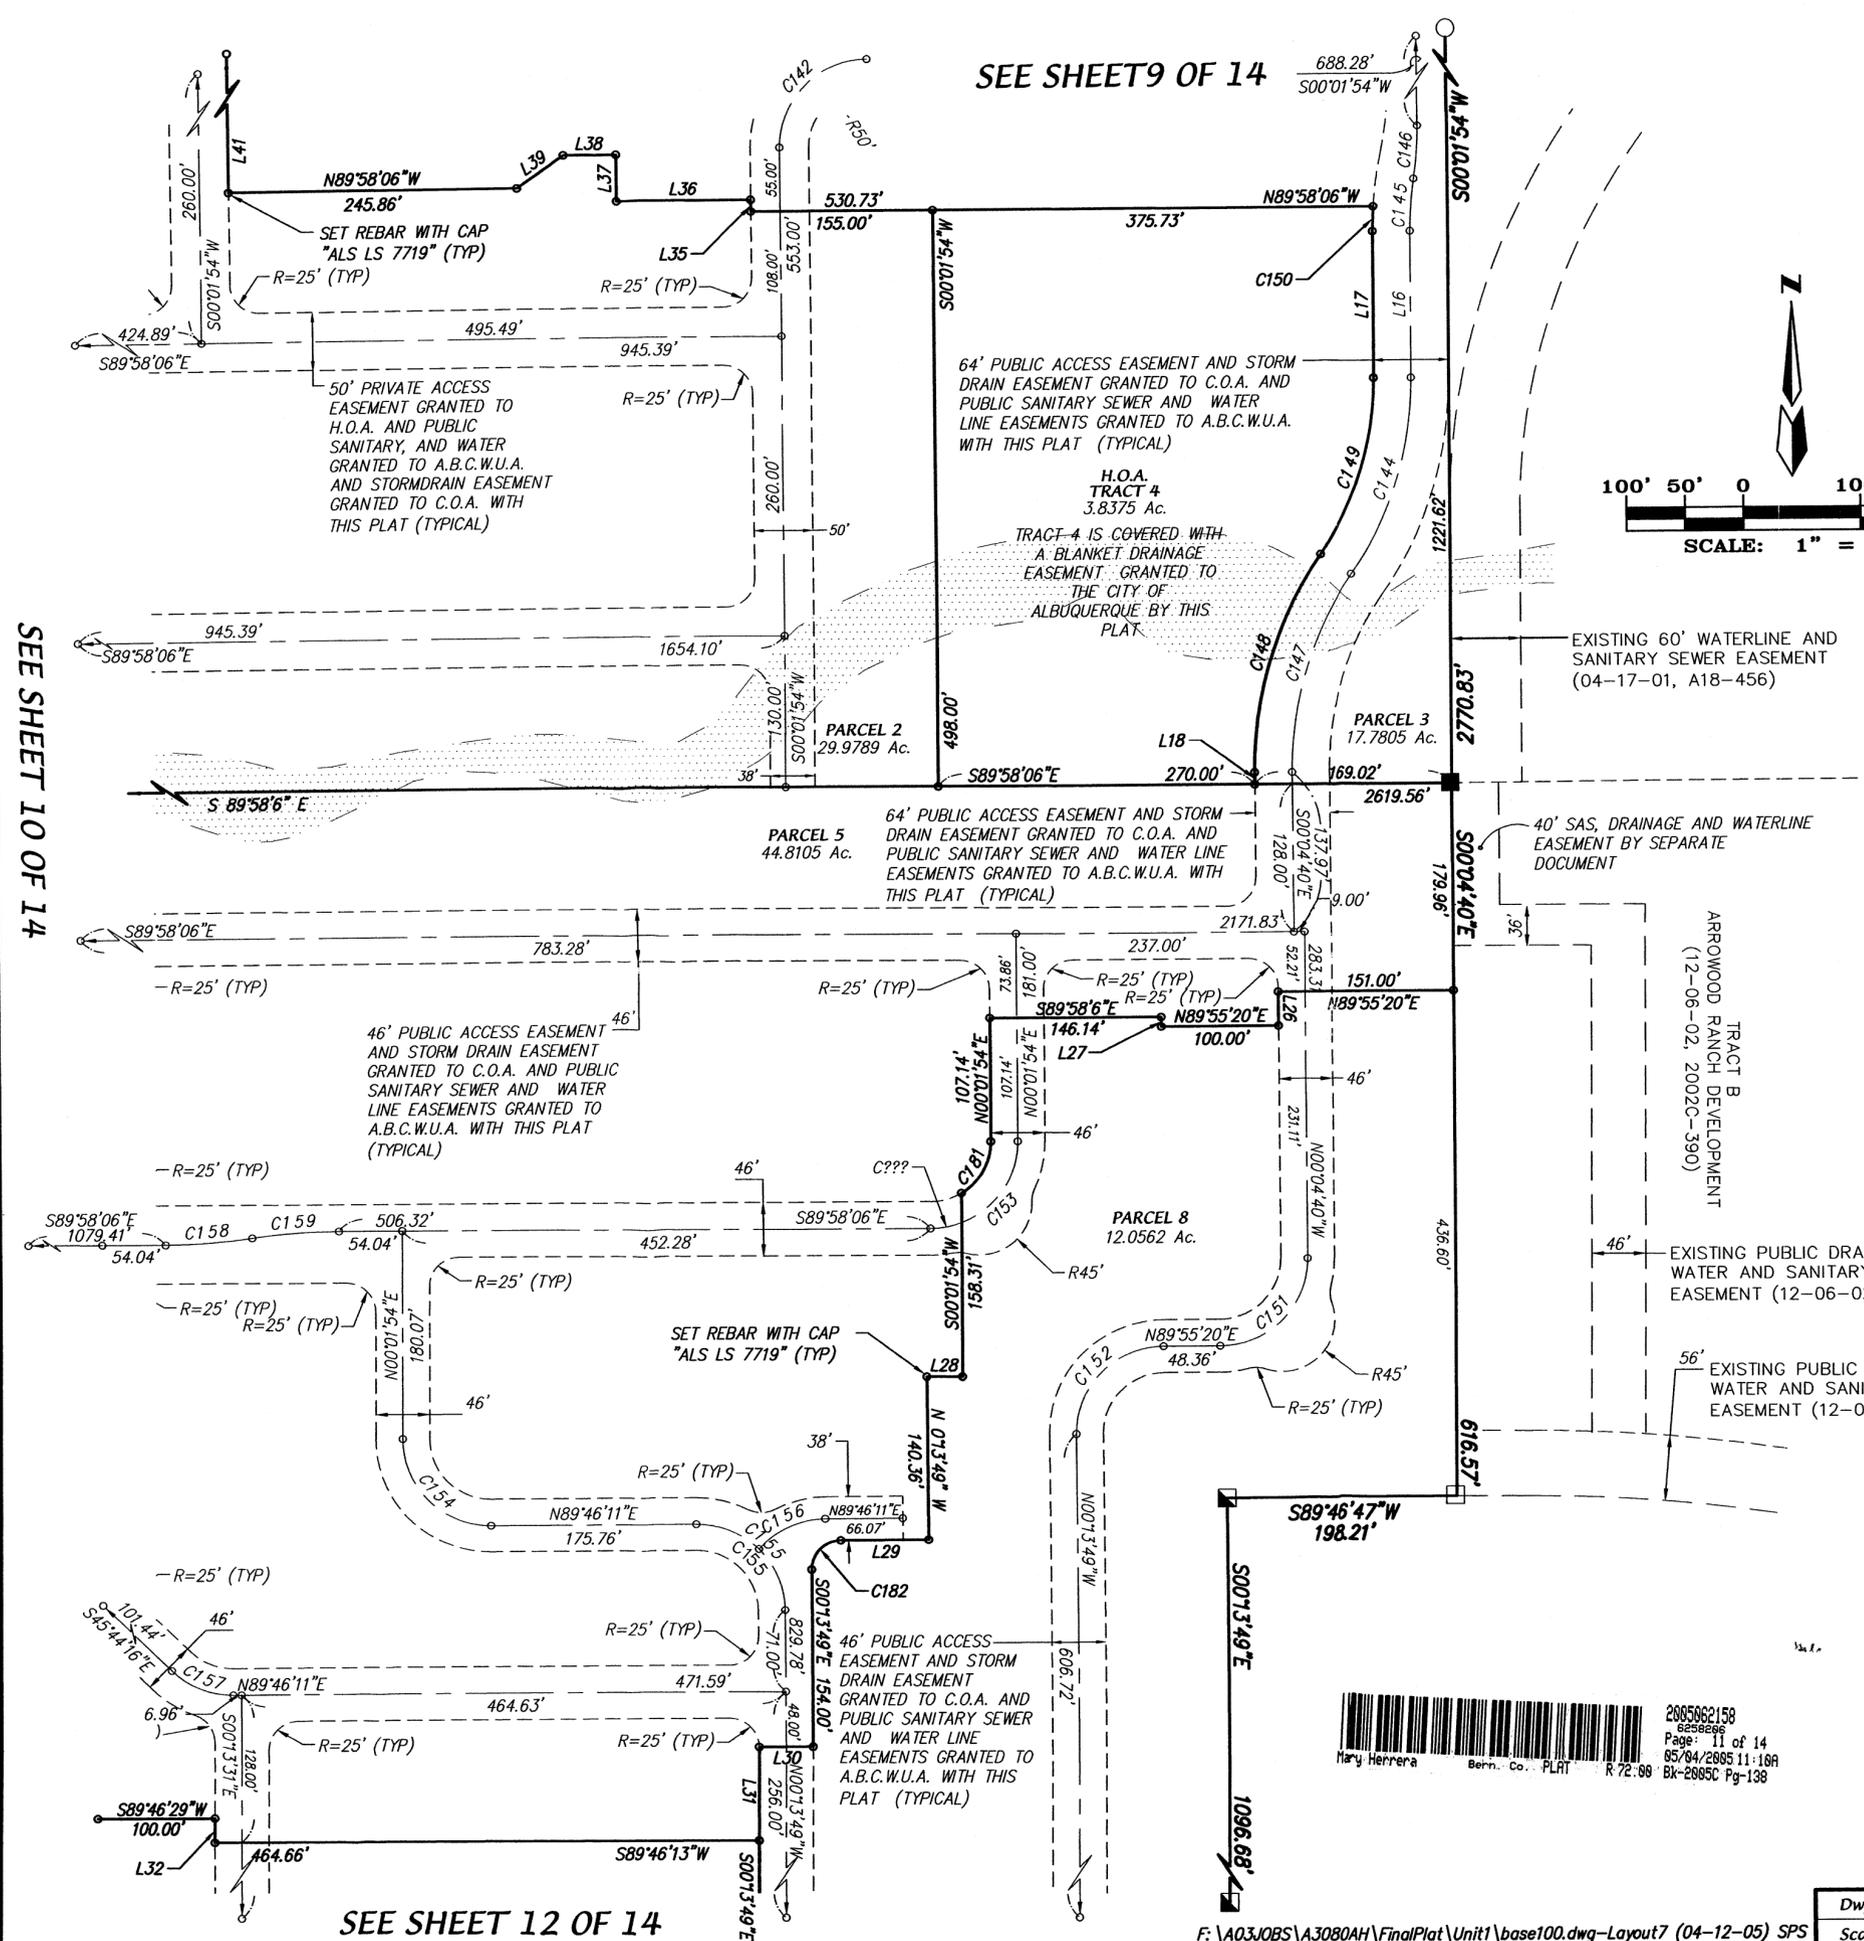 SEE SHEET9 OF 14
688.28'
S00°01'54"W
C142
R50'
L41
260.00'
S00°01'54"W
N89°58'06"W
245.86'
L39
L38
L37
L36
L35
55.00'
530.73'
155.00'
N89°58'06"W
375.73'
C146
C145
S00°01'54"W
SET REBAR WITH CAP
"ALS LS 7719" (TYP)
R=25' (TYP)
R=25' (TYP)
108.00'
553.00'
S00°01'54"W
C150
L17
L16
424.89'
S89°58'06"E
495.49'
945.39'
50' PRIVATE ACCESS
EASEMENT GRANTED TO
H.O.A. AND PUBLIC
SANITARY, AND WATER
GRANTED TO A.B.C.W.U.A.
AND STORMDRAIN EASEMENT
GRANTED TO C.O.A. WITH
THIS PLAT (TYPICAL)
R=25' (TYP)
260.00'
50'
64' PUBLIC ACCESS EASEMENT AND STORM
DRAIN EASEMENT GRANTED TO C.O.A. AND
PUBLIC SANITARY SEWER AND WATER
LINE EASEMENTS GRANTED TO A.B.C.W.U.A.
WITH THIS PLAT (TYPICAL)
H.O.A.
TRACT 4
3.8375 Ac.
TRACT 4 IS COVERED WITH
A BLANKET DRAINAGE
EASEMENT GRANTED TO
THE CITY OF
ALBUQUERQUE BY THIS
PLAT
C149
C144
1221.62'
Z
100' 50' 0 10
SCALE: 1" =
SEE SHEET 10 OF 14
945.39'
S89°58'06"E
1654.10'
130.00'
S00°01'54"W
38'
PARCEL 2
29.9789 Ac.
498.00'
C148
C147
L18
PARCEL 3
17.7805 Ac.
2770.83'
EXISTING 60' WATERLINE AND
SANITARY SEWER EASEMENT
(04-17-01, A18-456)
S 89°58'6" E
S89°58'06"E
270.00'
169.02'
2619.56'
PARCEL 5
44.8105 Ac.
64' PUBLIC ACCESS EASEMENT AND STORM
DRAIN EASEMENT GRANTED TO C.O.A. AND
PUBLIC SANITARY SEWER AND WATER LINE
EASEMENTS GRANTED TO A.B.C.W.U.A. WITH
THIS PLAT (TYPICAL)
128.00'
S00°04'40"E
137.97'
9.00'
S00°04'40"E
179.96'
40' SAS, DRAINAGE AND WATERLINE
EASEMENT BY SEPARATE
DOCUMENT
36'
TRACT B
ARROWOOD RANCH DEVELOPMENT
(12-06-02, 2002C-390)
S89°58'06"E
783.28'
2171.83'
237.00'
R=25' (TYP)
R=25' (TYP)
73.86'
181.00'
R=25' (TYP)
R=25' (TYP)
52.21'
283.31
151.00'
N89°55'20"E
L26
46' PUBLIC ACCESS EASEMENT
AND STORM DRAIN EASEMENT
GRANTED TO C.O.A. AND PUBLIC
SANITARY SEWER AND WATER
LINE EASEMENTS GRANTED TO
A.B.C.W.U.A. WITH THIS PLAT
(TYPICAL)
46'
S89°58'6"E
146.14'
N89°55'20"E
100.00'
L27
107.14'
N00°01'54"E
107.14'
N00°01'54"E
46'
46'
231.11'
N00°04'40"W
R=25' (TYP)
46'
C???
C181
C153
S89°58'06"E
1079.41'
54.04'
C158
C159
506.32'
54.04'
S89°58'06"E
452.28'
PARCEL 8
12.0562 Ac.
R45'
436.60'
46'
EXISTING PUBLIC DRA
WATER AND SANITARY
EASEMENT (12-06-0
R=25' (TYP)
R=25' (TYP)
R=25' (TYP)
N00°01'54"E
180.07'
46'
S00°01'54"W
158.31'
SET REBAR WITH CAP
"ALS LS 7719" (TYP)
L28
N89°55'20"E
48.36'
C151
C152
R45'
R=25' (TYP)
56'
EXISTING PUBLIC
WATER AND SANI
EASEMENT (12-0
616.57'
N 0°13'49" W
140.36'
38'
R=25' (TYP)
C154
N89°46'11"E
175.76'
C155
C156
C155
N89°46'11"E
66.07'
L29
C182
N00°13'49"W
S89°46'47"W
198.21'
R=25' (TYP)
S45°44'16"E
101.44'
46'
C157
R=25' (TYP)
829.78'
71.00'
S00°13'49"E 154.00'
46' PUBLIC ACCESS
EASEMENT AND STORM
DRAIN EASEMENT
GRANTED TO C.O.A. AND
PUBLIC SANITARY SEWER
AND WATER LINE
EASEMENTS GRANTED TO
A.B.C.W.U.A. WITH THIS
PLAT (TYPICAL)
606.72'
S00°13'49"E
6.96'
)
N89°46'11"E
471.59'
464.63'
48.00'
R=25' (TYP)
R=25' (TYP)
S00°13'31"E
128.00'
L30
L31
256.00'
N00°13'49"W
S89°46'29"W
100.00'
L32
464.66'
S89°46'13"W
S00°13'49"E
1096.68'
2005062158
6258206
Page: 11 of 14
05/04/2005 11:10A
Mary Herrera Bern. Co. PLAT R 72.00 Bk-2005C Pg-138
SEE SHEET 12 OF 14
F:\A03JOBS\A3080AH\FinalPlat\Unit1\base100.dwg-Layout7 (04-12-05) SPS
Dw
Sca